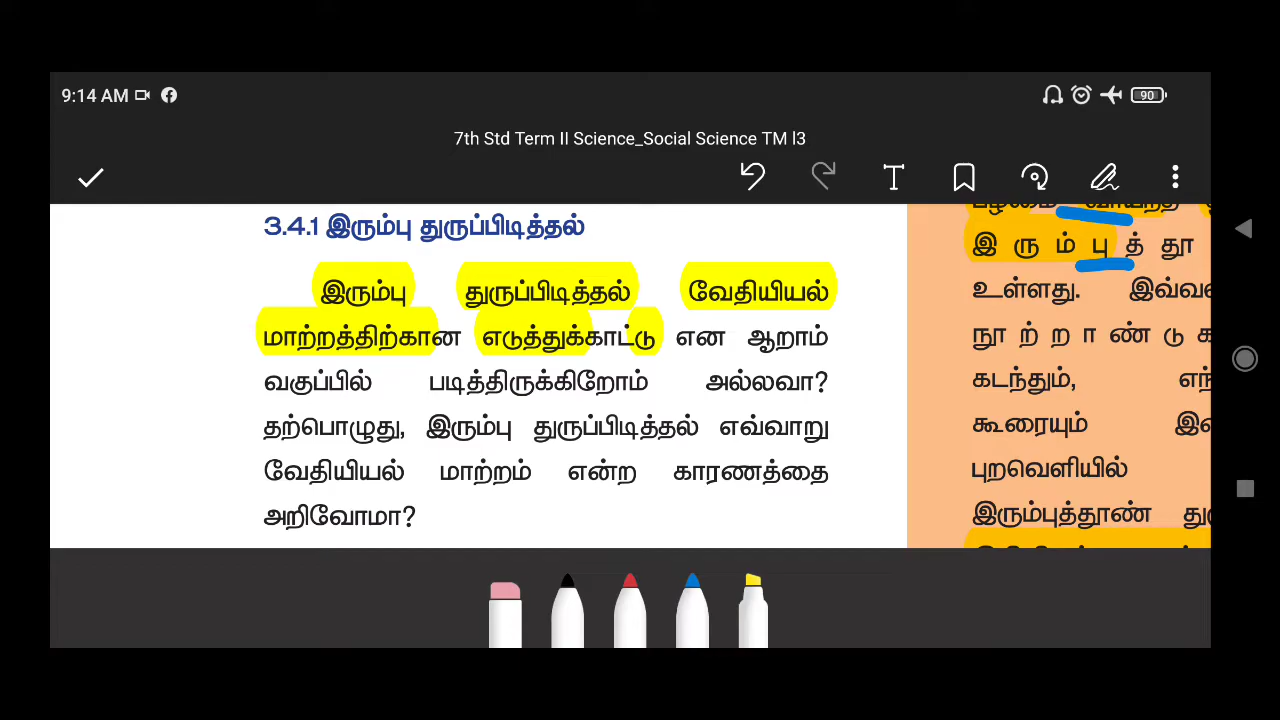 9:14 AM
90
7th Std Term II Science_Social Science TM l3
3.4.1 இரும்பு துருப்பிடித்தல்
இரும்பு துருப்பிடித்தல் வேதியியல்
மாற்றத்திற்கான எடுத்துக்காட்டு என ஆறாம்
வகுப்பில் படித்திருக்கிறோம் அல்லவா?
தற்பொழுது, இரும்பு துருப்பிடித்தல் எவ்வாறு
வேதியியல் மாற்றம் என்ற காரணத்தை
அறிவோமா?
இ ரு ம் பு த் தூ
உள்ளது.
நூ ற் றா ண் டு
கடந்தும்,
கூரையும்
புறவெளியில்
இரும்புத்தூண்